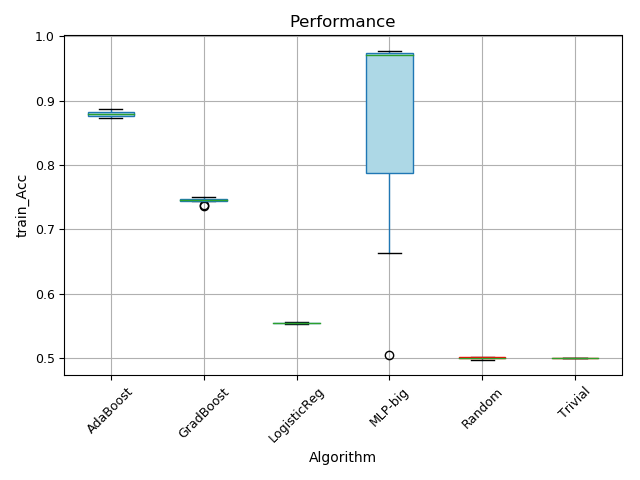 Performance
train_Acc
1.0
0.9
0.8
0.7
0.6
0.5
AdaBoost
GradBoost
LogisticReg
MLP-big
Random
Trivial
Algorithm